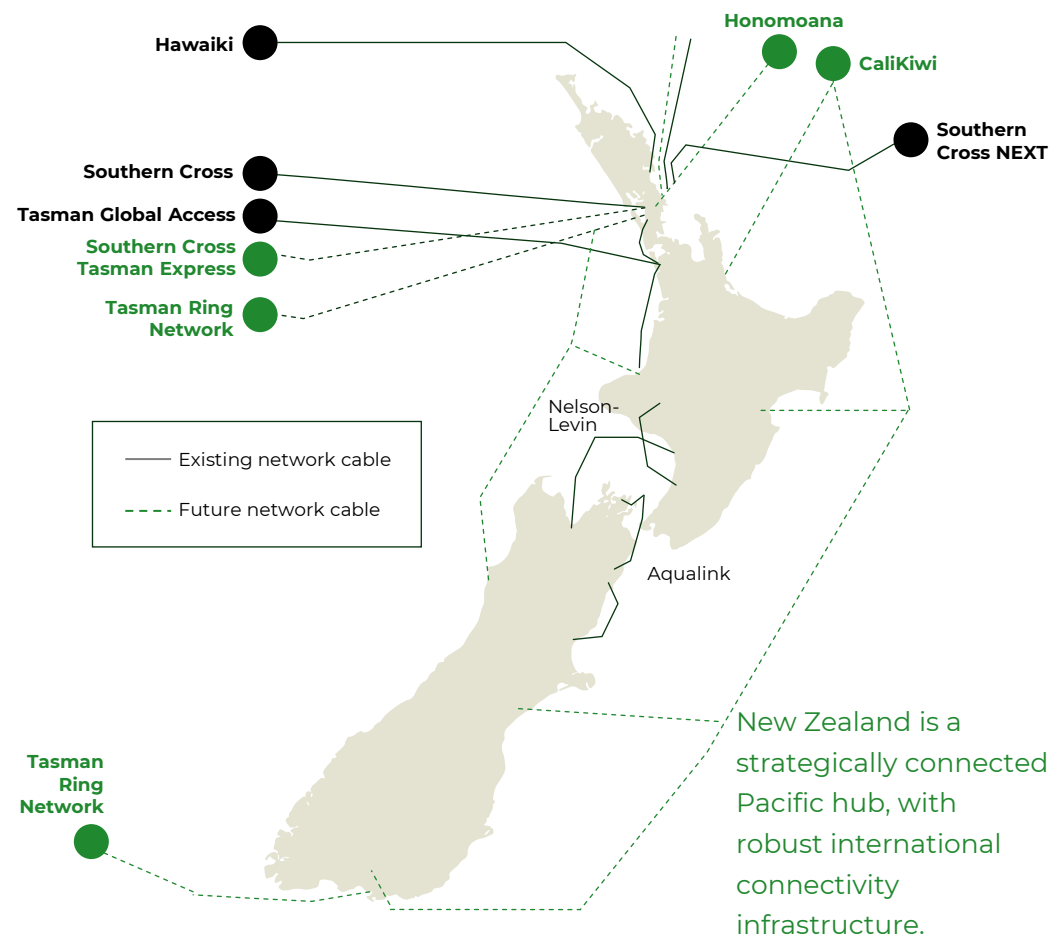 Honomoana
Hawaiki
CaliKiwi
Southern
Cross NEXT
Southern Cross
Tasman Global Access
Southern Cross
Tasman Express
Tasman Ring
Network
Nelson-
Levin
Existing network cable
Future network cable
Aqualink
New Zealand is a
strategically connected
Pacific hub, with
robust international
connectivity
infrastructure.
Tasman
Ring
Network